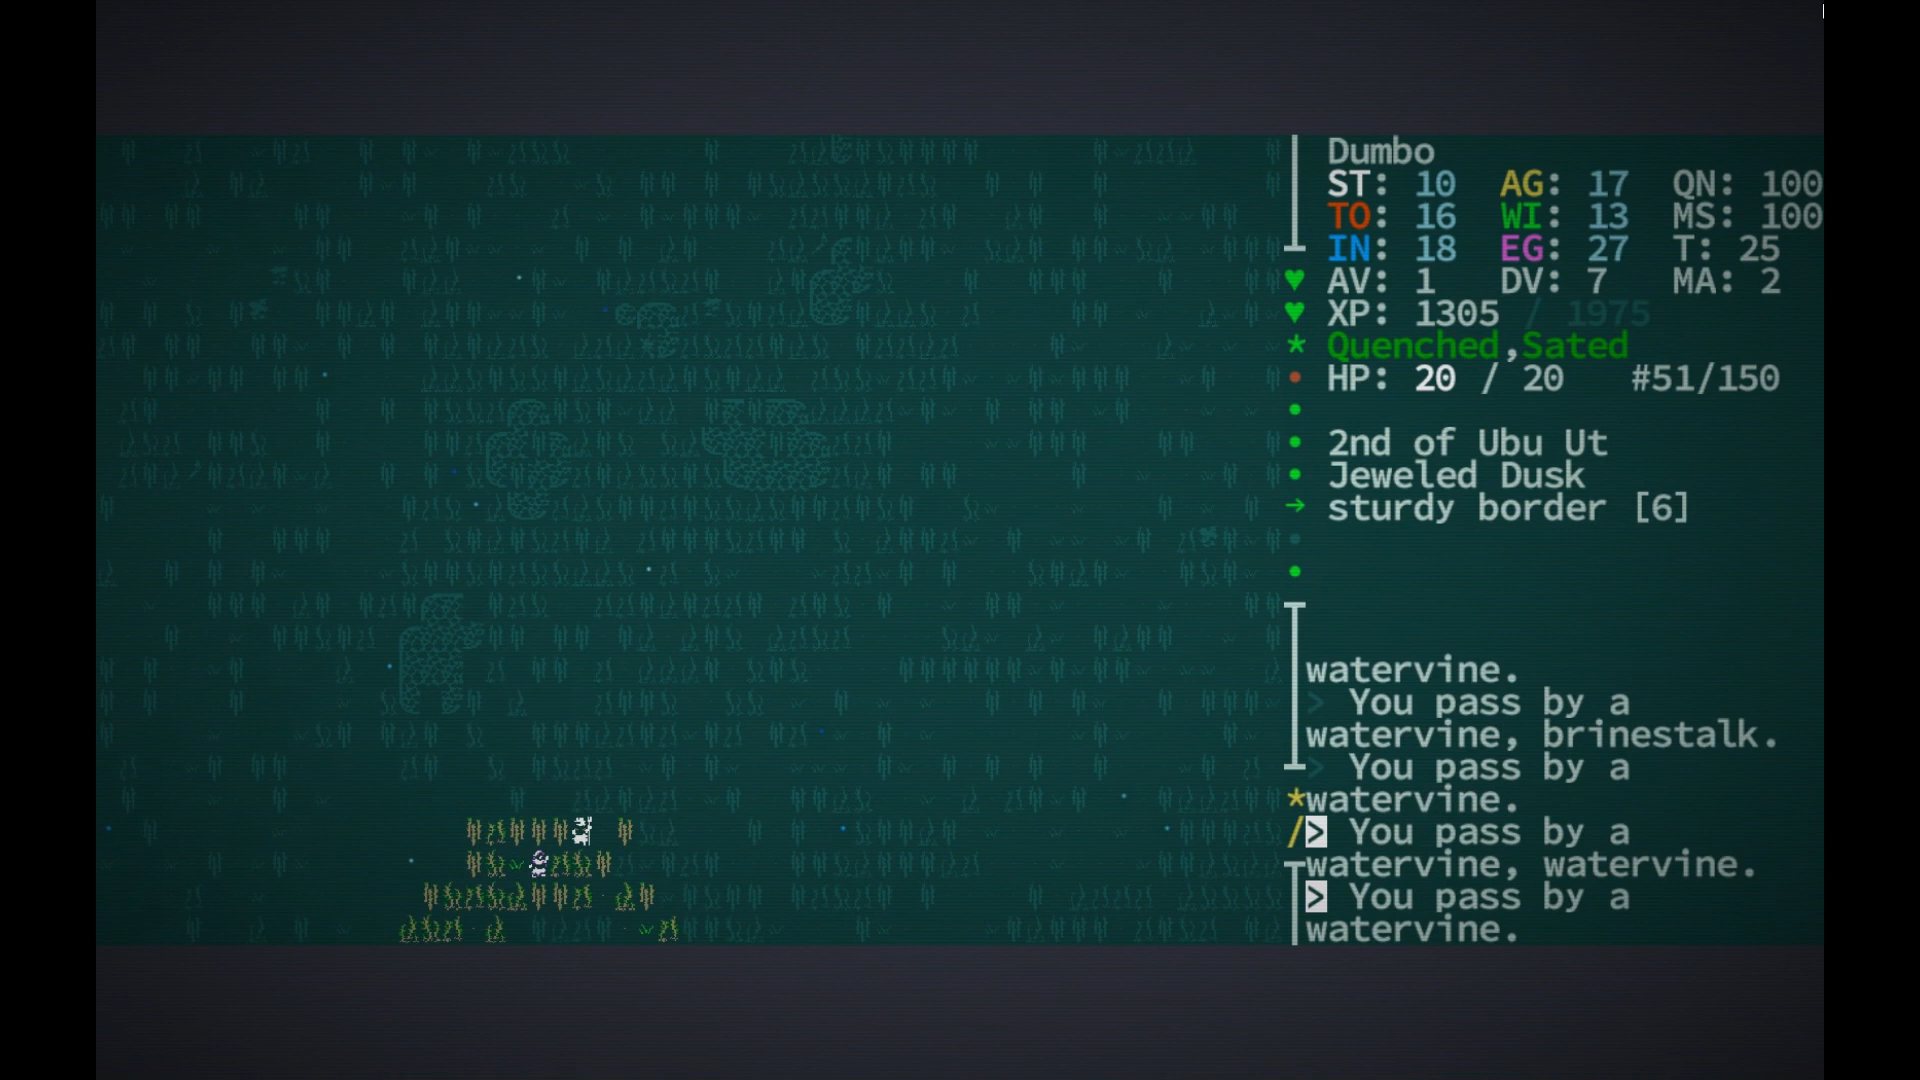 Dumbo
ST: 10 AG: 17 QN: 100
TO: 16 WI: 13 MS: 100
IN: 18 EG: 27 T: 25
♥ AV: 1 DV: 7 MA: 2
♥ XP: 1305 / 1975
* Quenched,Sated
HP: 20 / 20 #51/150
2nd of Ubu Ut
Jeweled Dusk
→ sturdy border [6]
watervine.
> You pass by a
watervine, brinestalk.
> You pass by a
*watervine.
/> You pass by a
watervine, watervine.
> You pass by a
watervine.